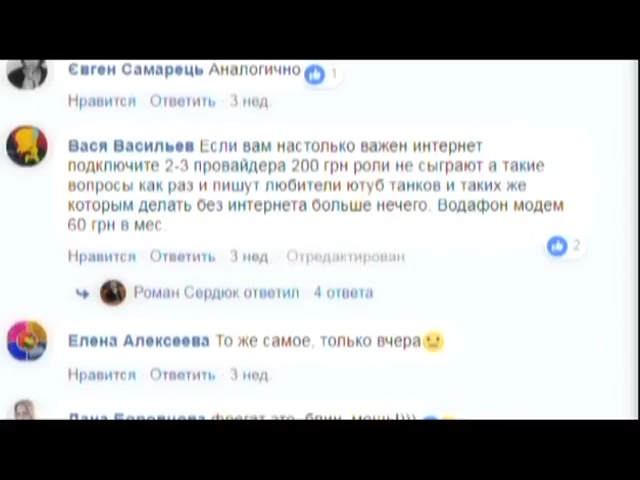 Євген Самарець Аналогично 1
Нравится · Ответить · 3 нед.
Вася Васильев Если вам настолько важен интернет
подключите 2-3 провайдера 200 грн роли не сыграют а такие
вопросы как раз и пишут любители ютуб танков и таких же
которым делать без интернета больше нечего. Водафон модем
60 грн в мес.
2
Нравится · Ответить · 3 нед. · Отредактирован
Роман Сердюк ответил · 4 ответа
Елена Алексеева То же самое, только вчера
Нравится · Ответить · 3 нед.